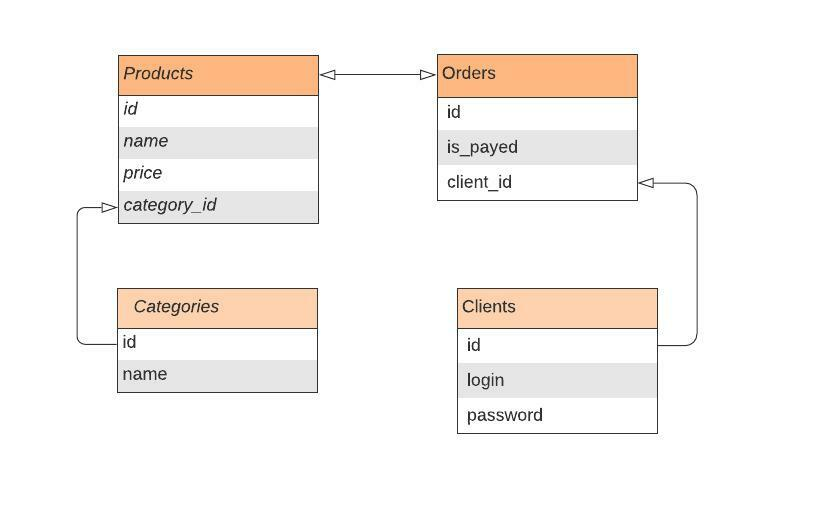 Products
id
name
price
category_id
Orders
id
is_payed
client_id
Categories
id
name
Clients
id
login
password